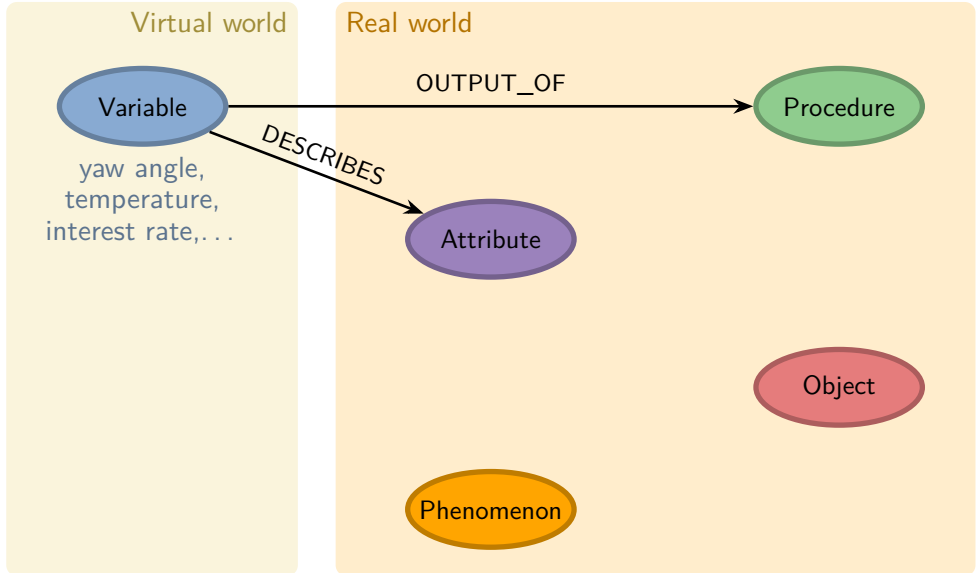 Virtual world
Real world
Variable
OUTPUT_OF
Procedure
DESCRIBES
yaw angle,
temperature,
interest rate,...
Attribute
Object
Phenomenon